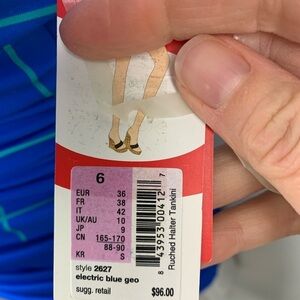 6
EUR 36
FR 38
IT 42
UK/AU 10
JP 9
CN 165-170
88-90
KR S
style 2627
electric blue geo
sugg. retail $96.00
8 43953 00412 7
Ruched Halter Tankini